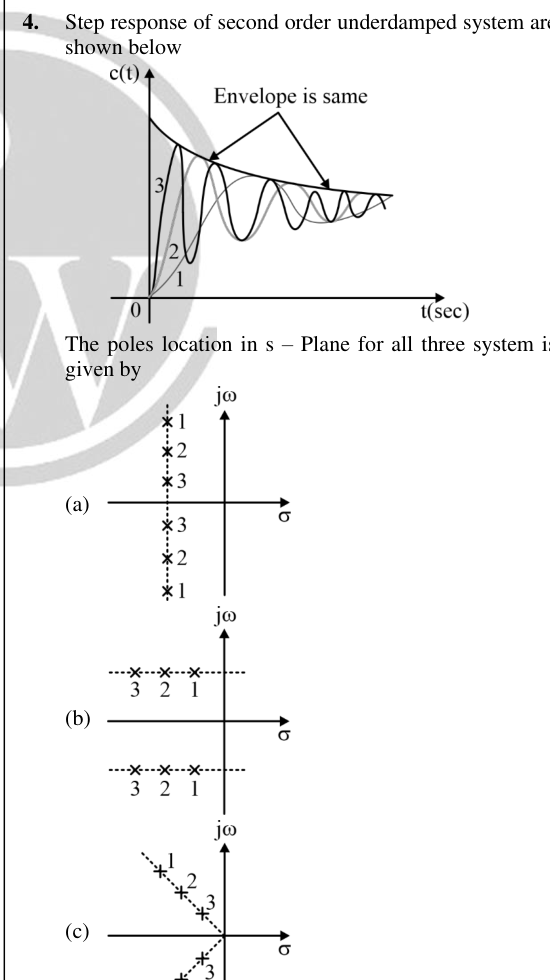 4. Step response of second order underdamped system are
shown below
c(t)
Envelope is same
3
2
1
0
t(sec)
The poles location in s – Plane for all three system is
given by
jω
1
2
3
(a)
σ
3
2
1
jω
3 2 1
(b)
σ
3 2 1
jω
1
2
3
(c)
σ
3